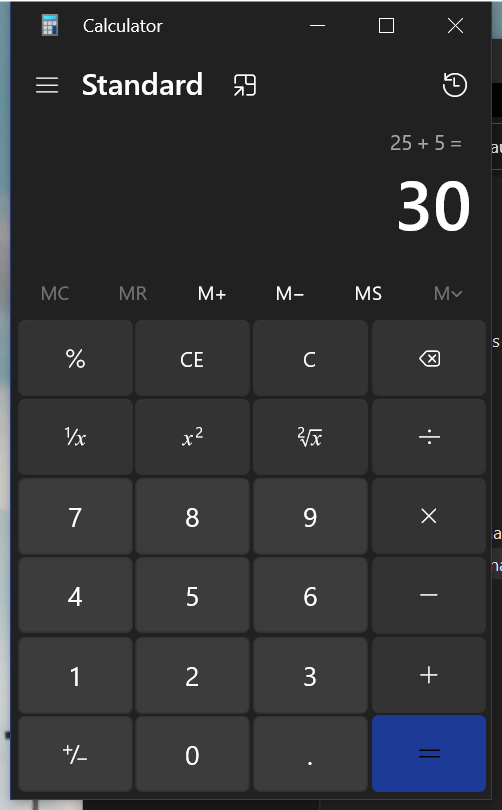 Calculator
Standard
25 + 5 =
30
MC MR M+ M− MS M
% CE C
1/x x² ²√x ÷
7 8 9 ×
4 5 6 −
1 2 3 +
+/− 0 . =